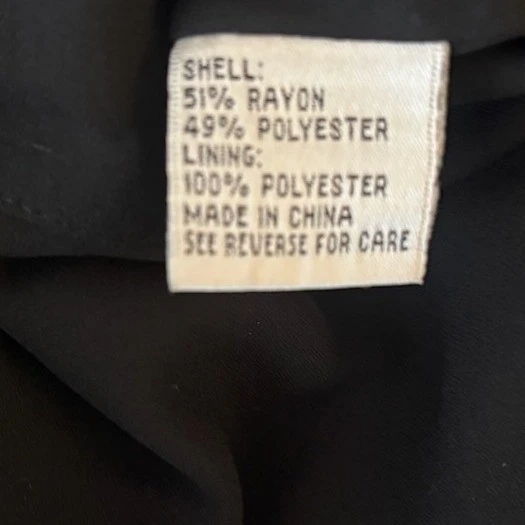 SHELL:
51% RAYON
49% POLYESTER
LINING:
100% POLYESTER
MADE IN CHINA
SEE REVERSE FOR CARE